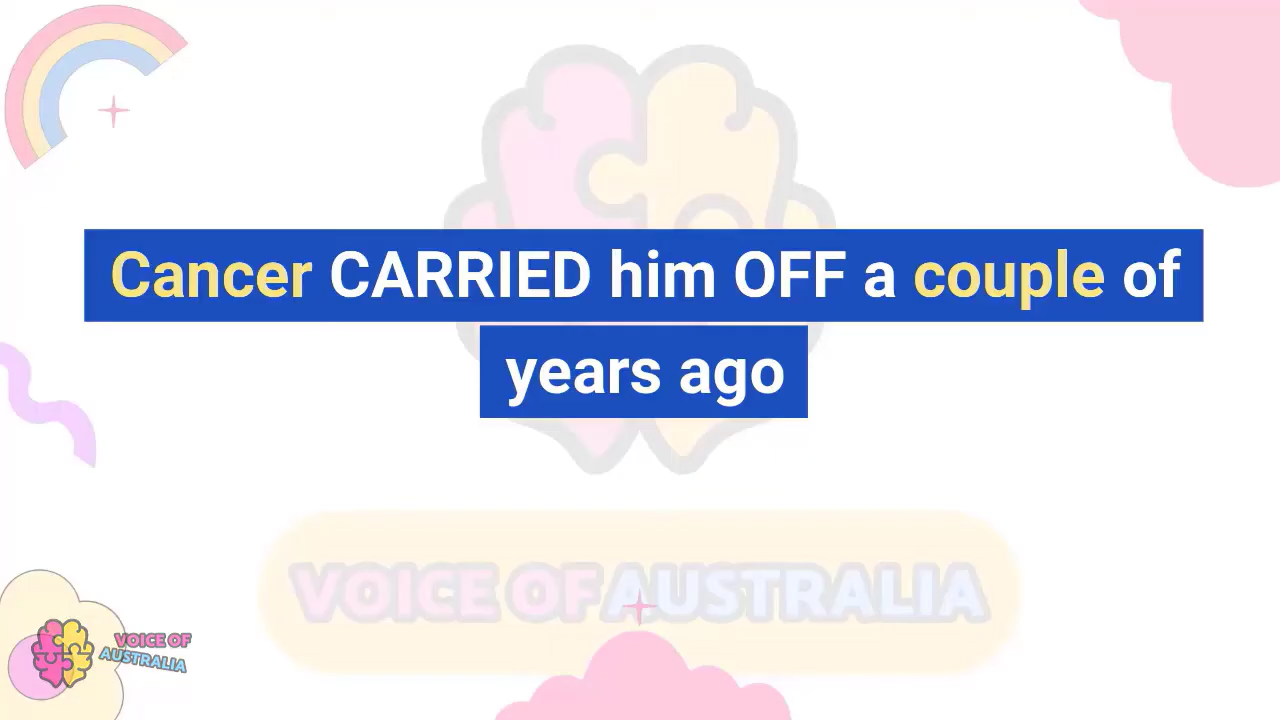 Cancer CARRIED him OFF a couple of
years ago
VOICE OF AUSTRALIA
VOICE OF
AUSTRALIA